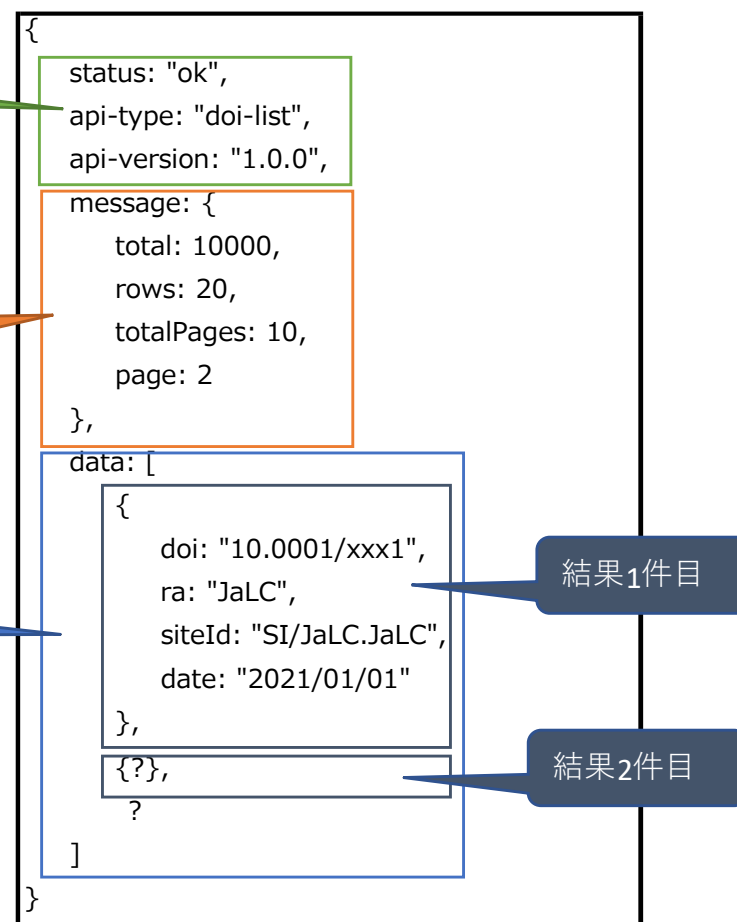 {
status: "ok",
api-type: "doi-list",
api-version: "1.0.0",
message: {
total: 10000,
rows: 20,
totalPages: 10,
page: 2
},
data: [
{
doi: "10.0001/xxx1",
ra: "JaLC",
siteId: "SI/JaLC.JaLC",
date: "2021/01/01"
},
結果1件目
{?},
結果2件目
?
]
}